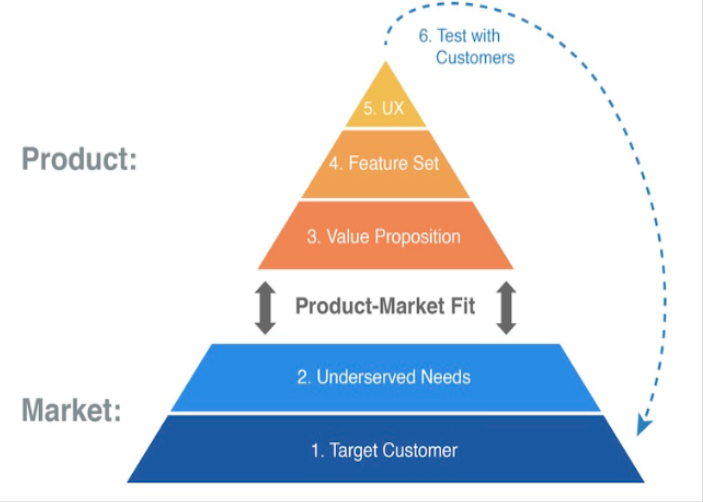 6. Test with
Customers
5. UX
Product:
4. Feature Set
3. Value Proposition
Product-Market Fit
2. Underserved Needs
Market:
1. Target Customer